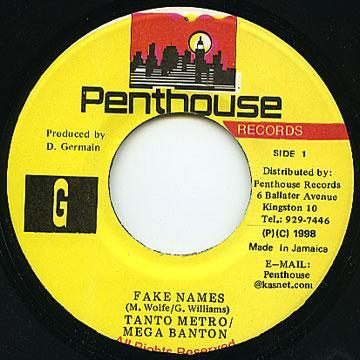 Penthouse
RECORDS
Produced by
D. Germain
SIDE 1
G
Distributed by:
Penthouse Records
6 Ballater Avenue
Kingston 10
Tel.: 929-7446
(P)(C) 1998
Made in Jamaica
E-MAIL:
Penthouse
@kasnet.com
FAKE NAMES
(M. Wolfe/G. Williams)
TANTO METRO/
MEGA BANTON
All Rights Reserved